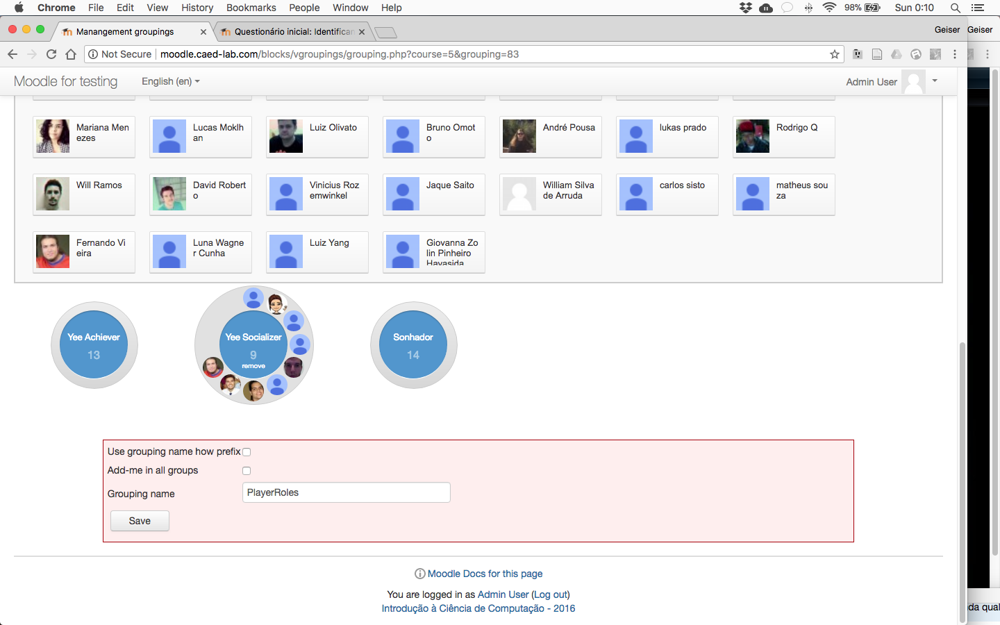 Chrome File Edit View History Bookmarks People Window Help 98% Sun 0:10
Manangement groupings Questionário inicial: Identifican Geiser Geiser
Not Secure moodle.caed-lab.com/blocks/vgroupings/grouping.php?course=5&grouping=83
Moodle for testing English (en) Admin User
Mariana Men
ezes
Lucas Moklh
an
Luiz Olivato
Bruno Omot
o
André Pousa
lukas prado
Rodrigo Q
Will Ramos
David Robert
o
Vinicius Roz
emwinkel
Jaque Saito
William Silva
de Arruda
carlos sisto
matheus sou
za
Fernando Vi
eira
Luna Wagne
r Cunha
Luiz Yang
Giovanna Zo
lin Pinheiro
Hayasida
Yee Achiever
13
Yee Socializer
9
remove
Sonhador
14
Use grouping name how prefix
Add-me in all groups
Grouping name PlayerRoles
Save
Moodle Docs for this page
You are logged in as Admin User (Log out)
Introdução à Ciência de Computação - 2016
da qual